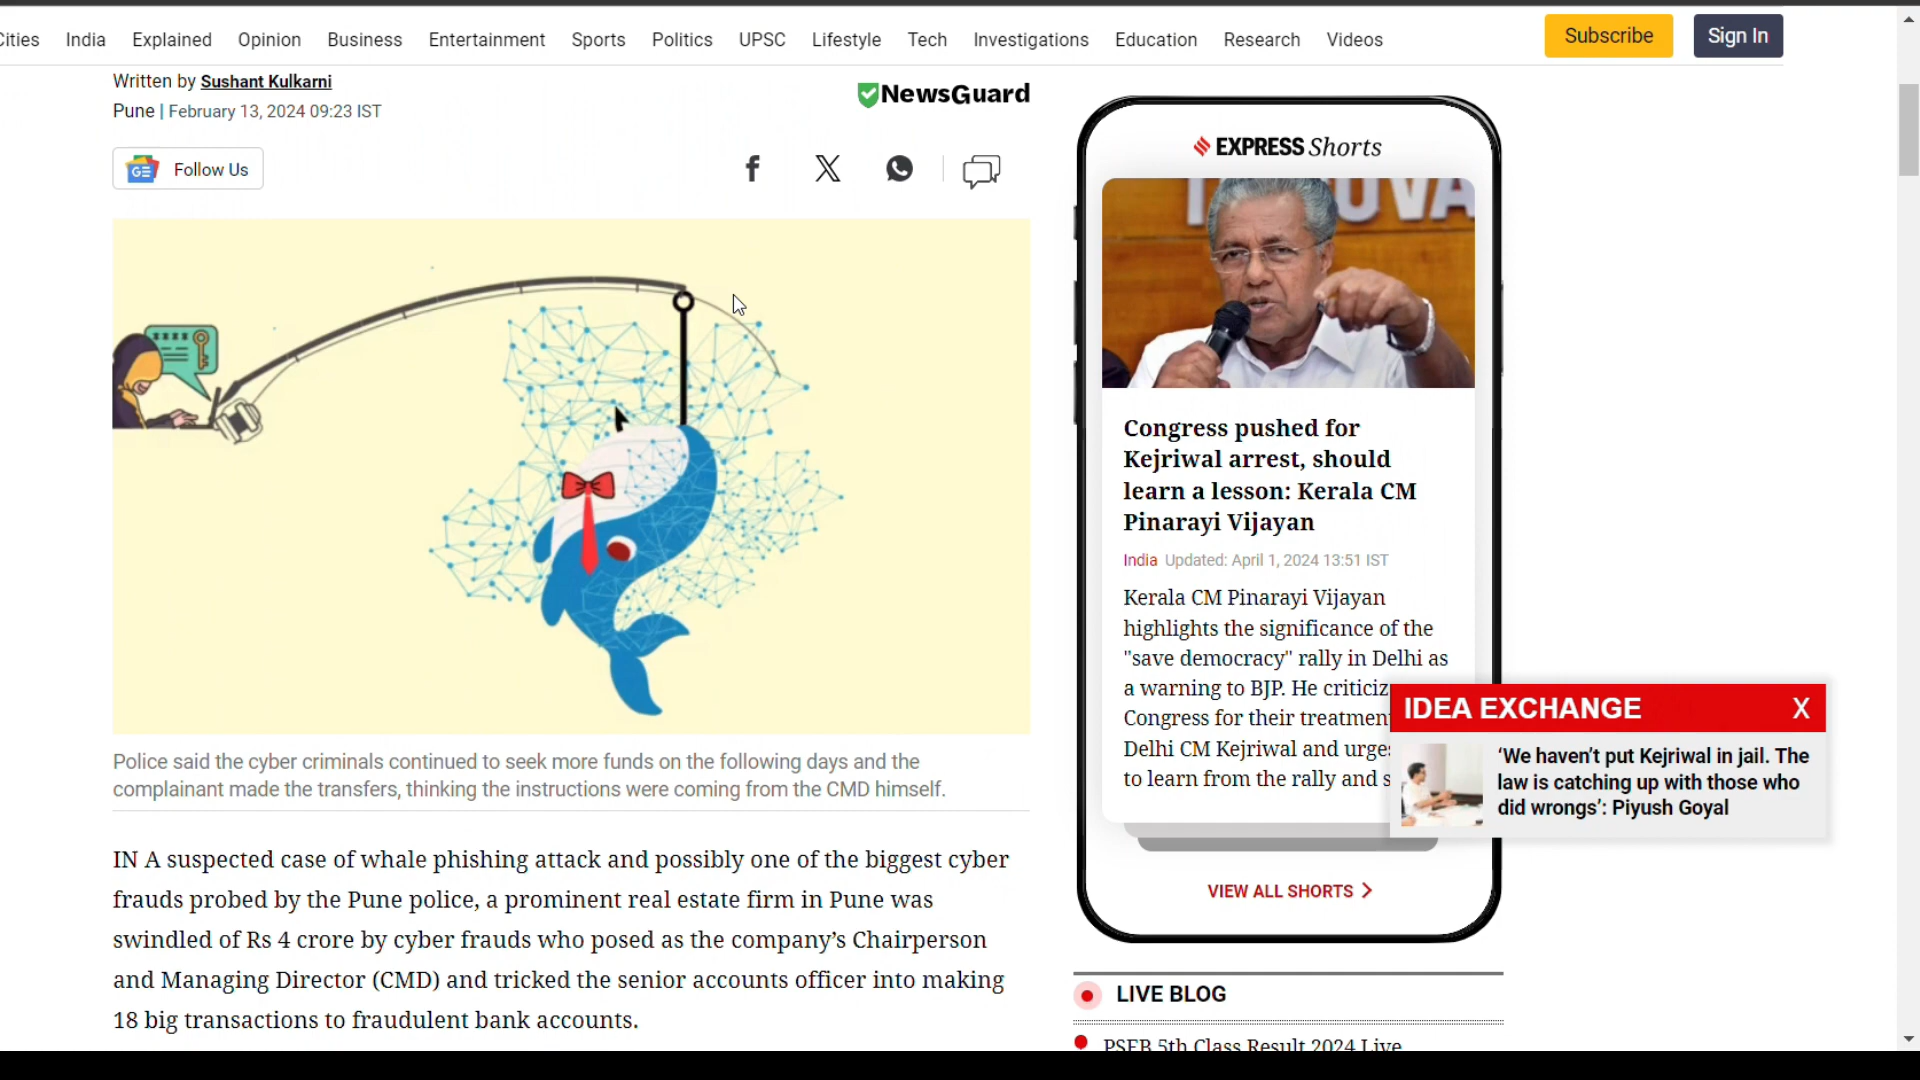 Cities India Explained Opinion Business Entertainment Sports Politics UPSC Lifestyle Tech Investigations Education Research Videos Subscribe Sign In
Written by Sushant Kulkarni
Pune | February 13, 2024 09:23 IST
NewsGuard
GE Follow Us
Police said the cyber criminals continued to seek more funds on the following days and the
complainant made the transfers, thinking the instructions were coming from the CMD himself.
IN A suspected case of whale phishing attack and possibly one of the biggest cyber
frauds probed by the Pune police, a prominent real estate firm in Pune was
swindled of Rs 4 crore by cyber frauds who posed as the company’s Chairperson
and Managing Director (CMD) and tricked the senior accounts officer into making
18 big transactions to fraudulent bank accounts.
EXPRESS Shorts
Congress pushed for
Kejriwal arrest, should
learn a lesson: Kerala CM
Pinarayi Vijayan
India Updated: April 1, 2024 13:51 IST
Kerala CM Pinarayi Vijayan
highlights the significance of the
"save democracy" rally in Delhi as
a warning to BJP. He criticiz
Congress for their treatment
Delhi CM Kejriwal and urge
to learn from the rally and s
VIEW ALL SHORTS
IDEA EXCHANGE X
‘We haven’t put Kejriwal in jail. The
law is catching up with those who
did wrongs’: Piyush Goyal
LIVE BLOG
PSEB 5th Class Result 2024 Live